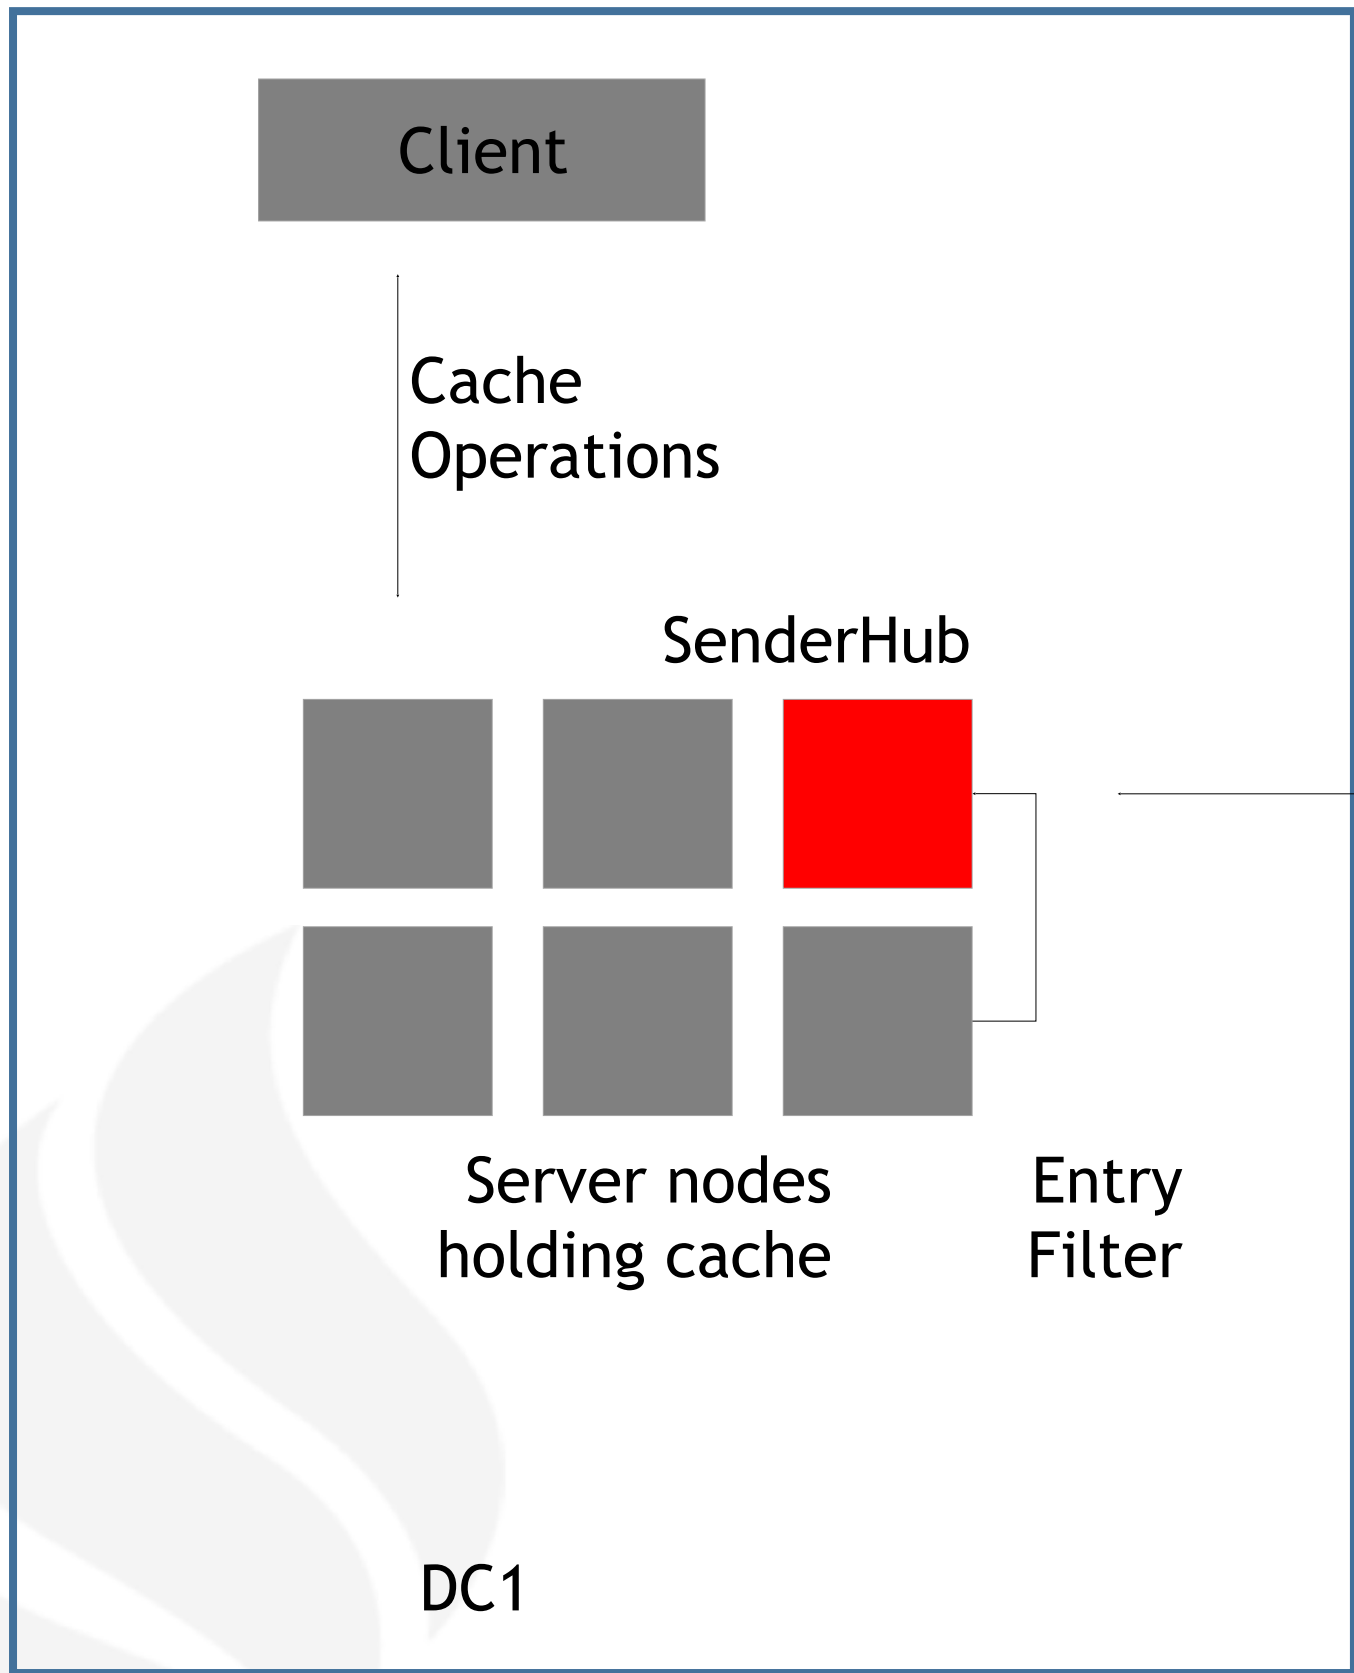 Client
Cache
Operations
SenderHub
Server nodes
holding cache
Entry
Filter
DC1